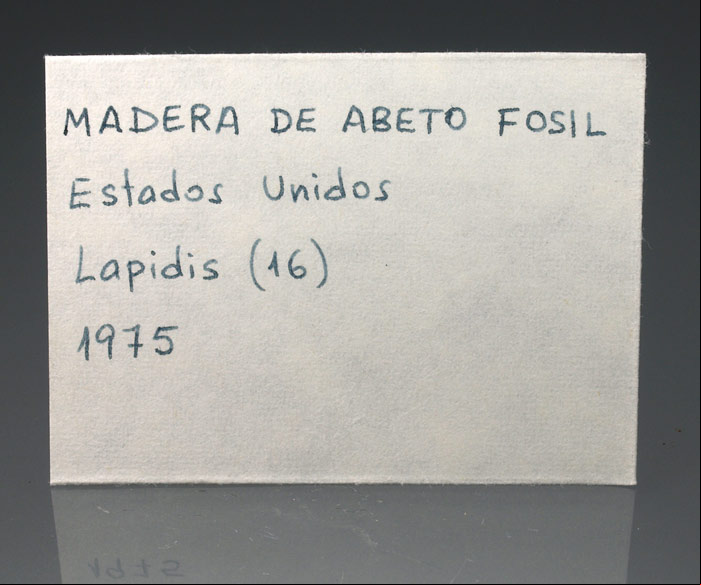 MADERA DE ABETO FOSIL
Estados Unidos
Lapidis (16)
1975